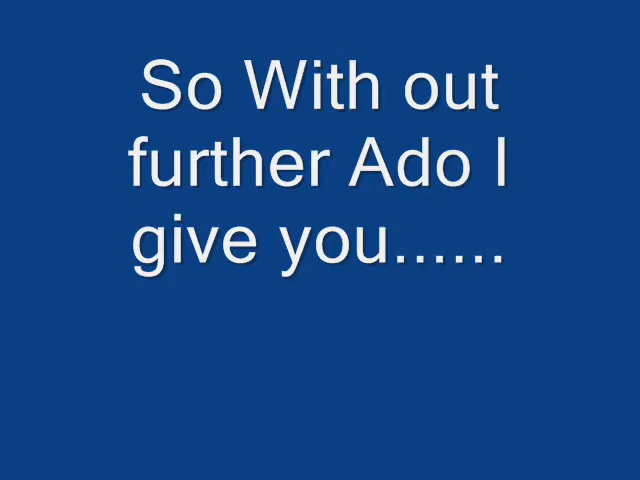 So With out
further Ado I
give you......